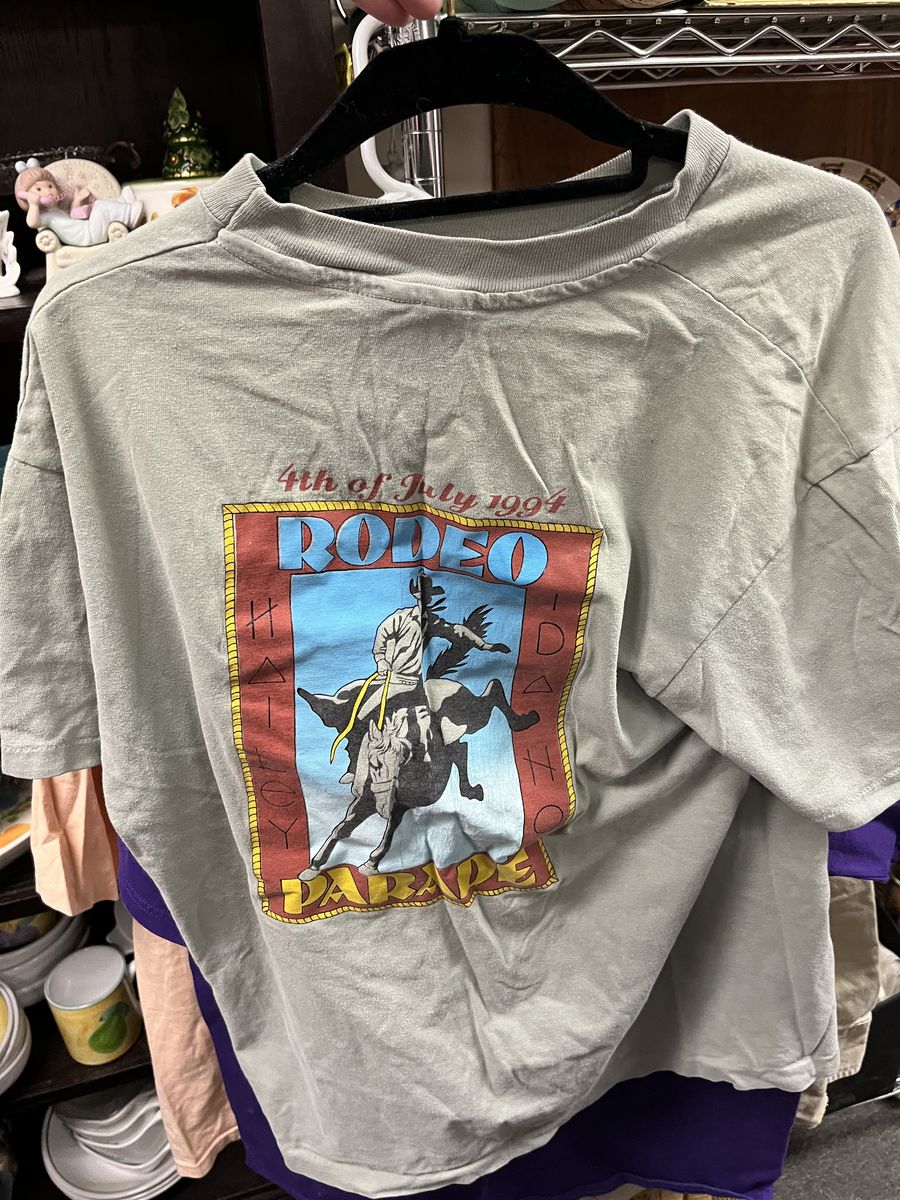 4th of July 1994
RODEO
HAILEY
IDAHO
PARADE